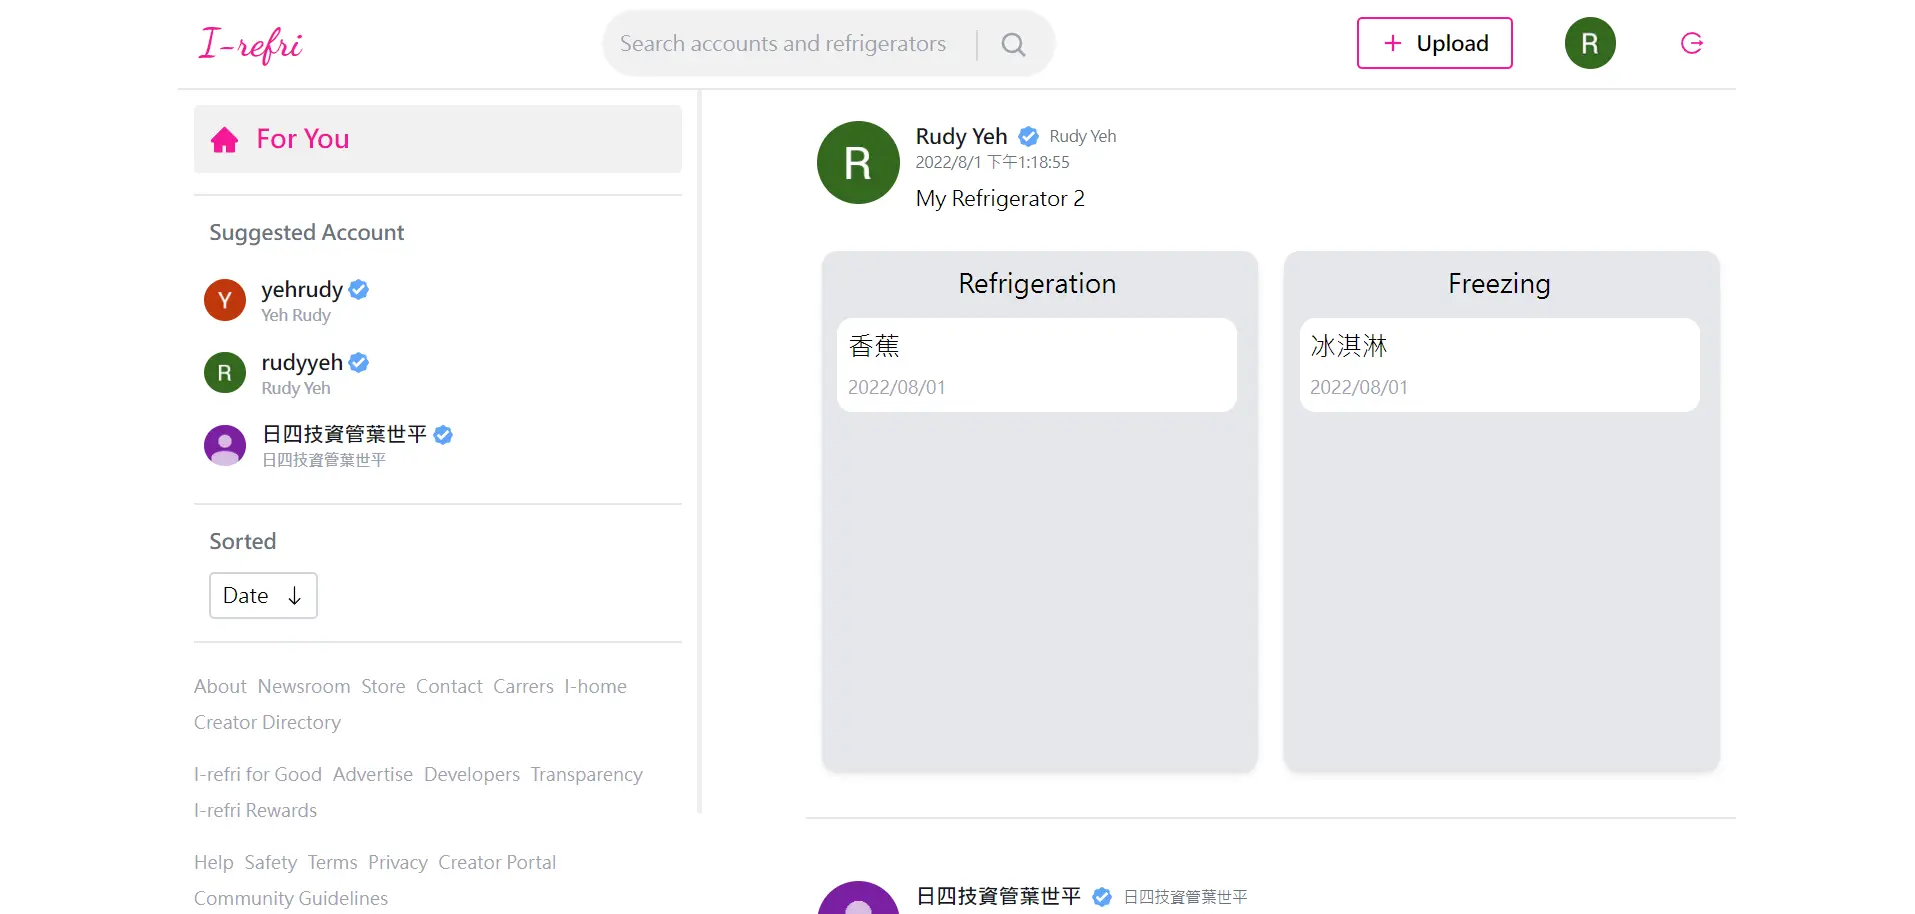 I-refri
Search accounts and refrigerators
Upload
R
For You
Suggested Account
Y
yehrudy
Yeh Rudy
R
rudyyeh
Rudy Yeh
日四技資管葉世平
日四技資管葉世平
Sorted
Date ↓
About Newsroom Store Contact Carrers I-home
Creator Directory
I-refri for Good Advertise Developers Transparency
I-refri Rewards
Help Safety Terms Privacy Creator Portal
Community Guidelines
R
Rudy Yeh Rudy Yeh
2022/8/1 下午1:18:55
My Refrigerator 2
Refrigeration
香蕉
2022/08/01
Freezing
冰淇淋
2022/08/01
日四技資管葉世平 日四技資管葉世平